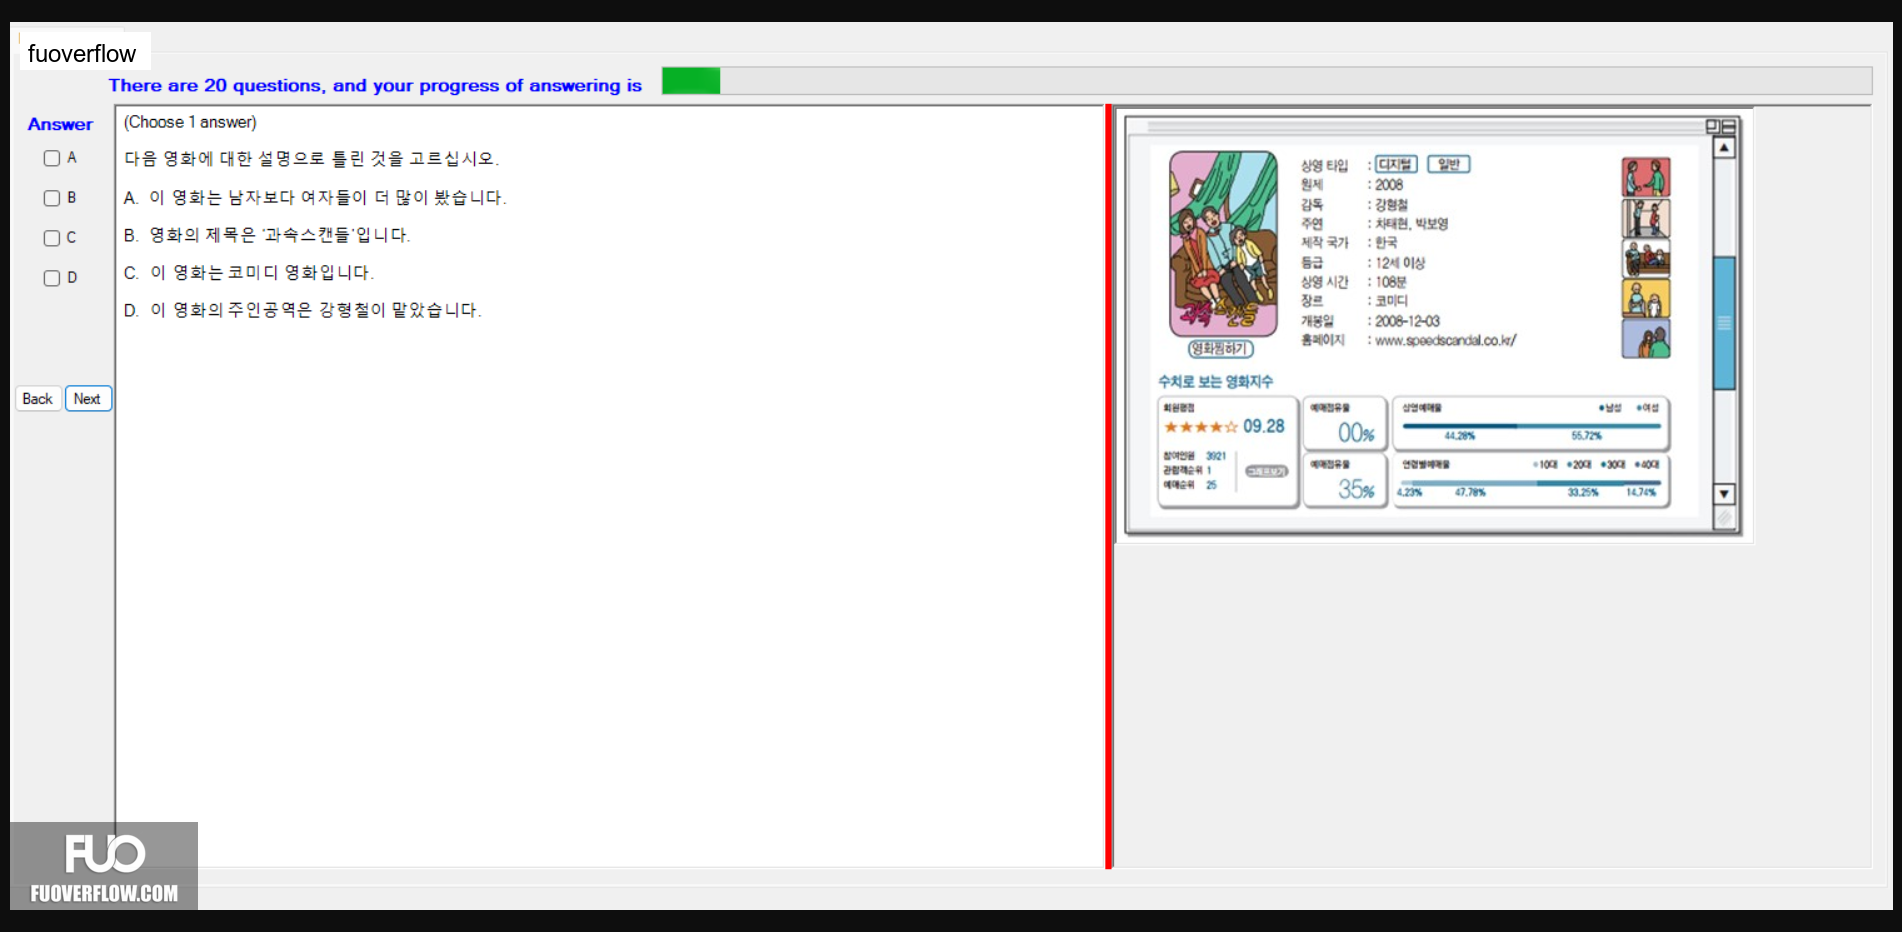 fuoverflow
There are 20 questions, and your progress of answering is
Answer
A
B
C
D
Back
Next
(Choose 1 answer)
다음 영화에 대한 설명으로 틀린 것을 고르십시오.
A. 이 영화는 남자보다 여자들이 더 많이 봤습니다.
B. 영화의 제목은 '과속스캔들'입니다.
C. 이 영화는 코미디 영화입니다.
D. 이 영화의 주인공역은 강형철이 맡았습니다.
과속스캔들
영화찜하기
상영 타입 : 디지털 일반
원제 : 2008
감독 : 강형철
주연 : 차태현, 박보영
제작 국가 : 한국
등급 : 12세 이상
상영 시간 : 108분
장르 : 코미디
개봉일 : 2008-12-03
홈페이지 : www.speedscandal.co.kr/
수치로 보는 영화지수
회원평점
★★★★☆ 09.28
참여인원 3921
관람객순위 1
예매순위 25
그래프보기
예매점유율
00%
예매점유율
35%
성별예매율 •남성 •여성
44.28% 55.72%
연령별예매율 •10대 •20대 •30대 •40대
4.23% 47.78% 33.25% 14.74%
FUO
FUOVERFLOW.COM